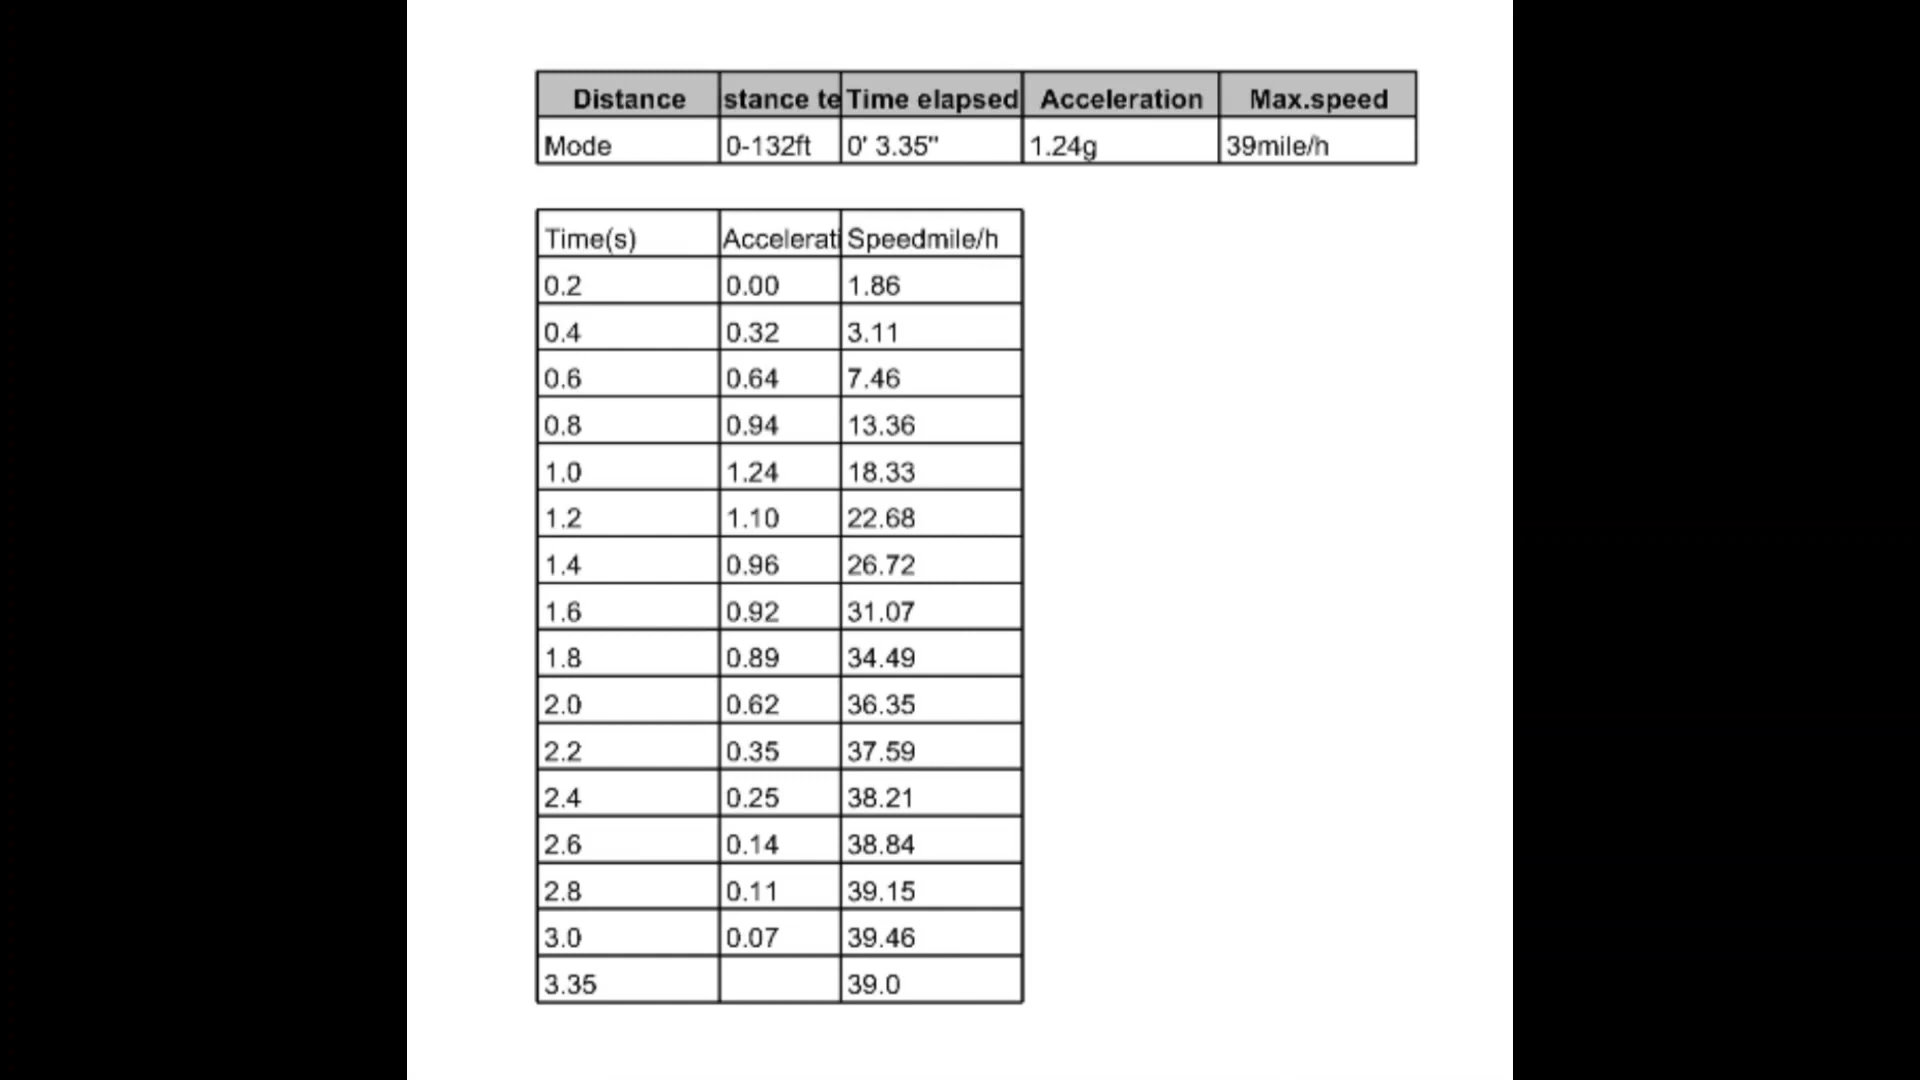 Distance stance te Time elapsed Acceleration Max.speed
Mode 0-132ft 0' 3.35" 1.24g 39mile/h
Time(s) Accelerati Speedmile/h
0.2 0.00 1.86
0.4 0.32 3.11
0.6 0.64 7.46
0.8 0.94 13.36
1.0 1.24 18.33
1.2 1.10 22.68
1.4 0.96 26.72
1.6 0.92 31.07
1.8 0.89 34.49
2.0 0.62 36.35
2.2 0.35 37.59
2.4 0.25 38.21
2.6 0.14 38.84
2.8 0.11 39.15
3.0 0.07 39.46
3.35 39.0